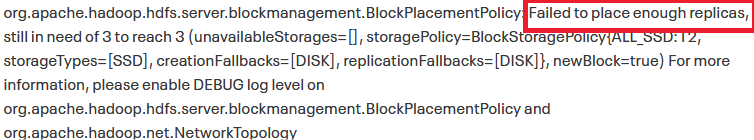 org.apache.hadoop.hdfs.server.blockmanagement.BlockPlacementPolicy: Failed to place enough replicas,
still in need of 3 to reach 3 (unavailableStorages=[], storagePolicy=BlockStoragePolicy{ALL_SSD:12,
storageTypes=[SSD], creationFallbacks=[DISK], replicationFallbacks=[DISK]}, newBlock=true) For more
information, please enable DEBUG log level on
org.apache.hadoop.hdfs.server.blockmanagement.BlockPlacementPolicy and
org.apache.hadoop.net.NetworkTopology